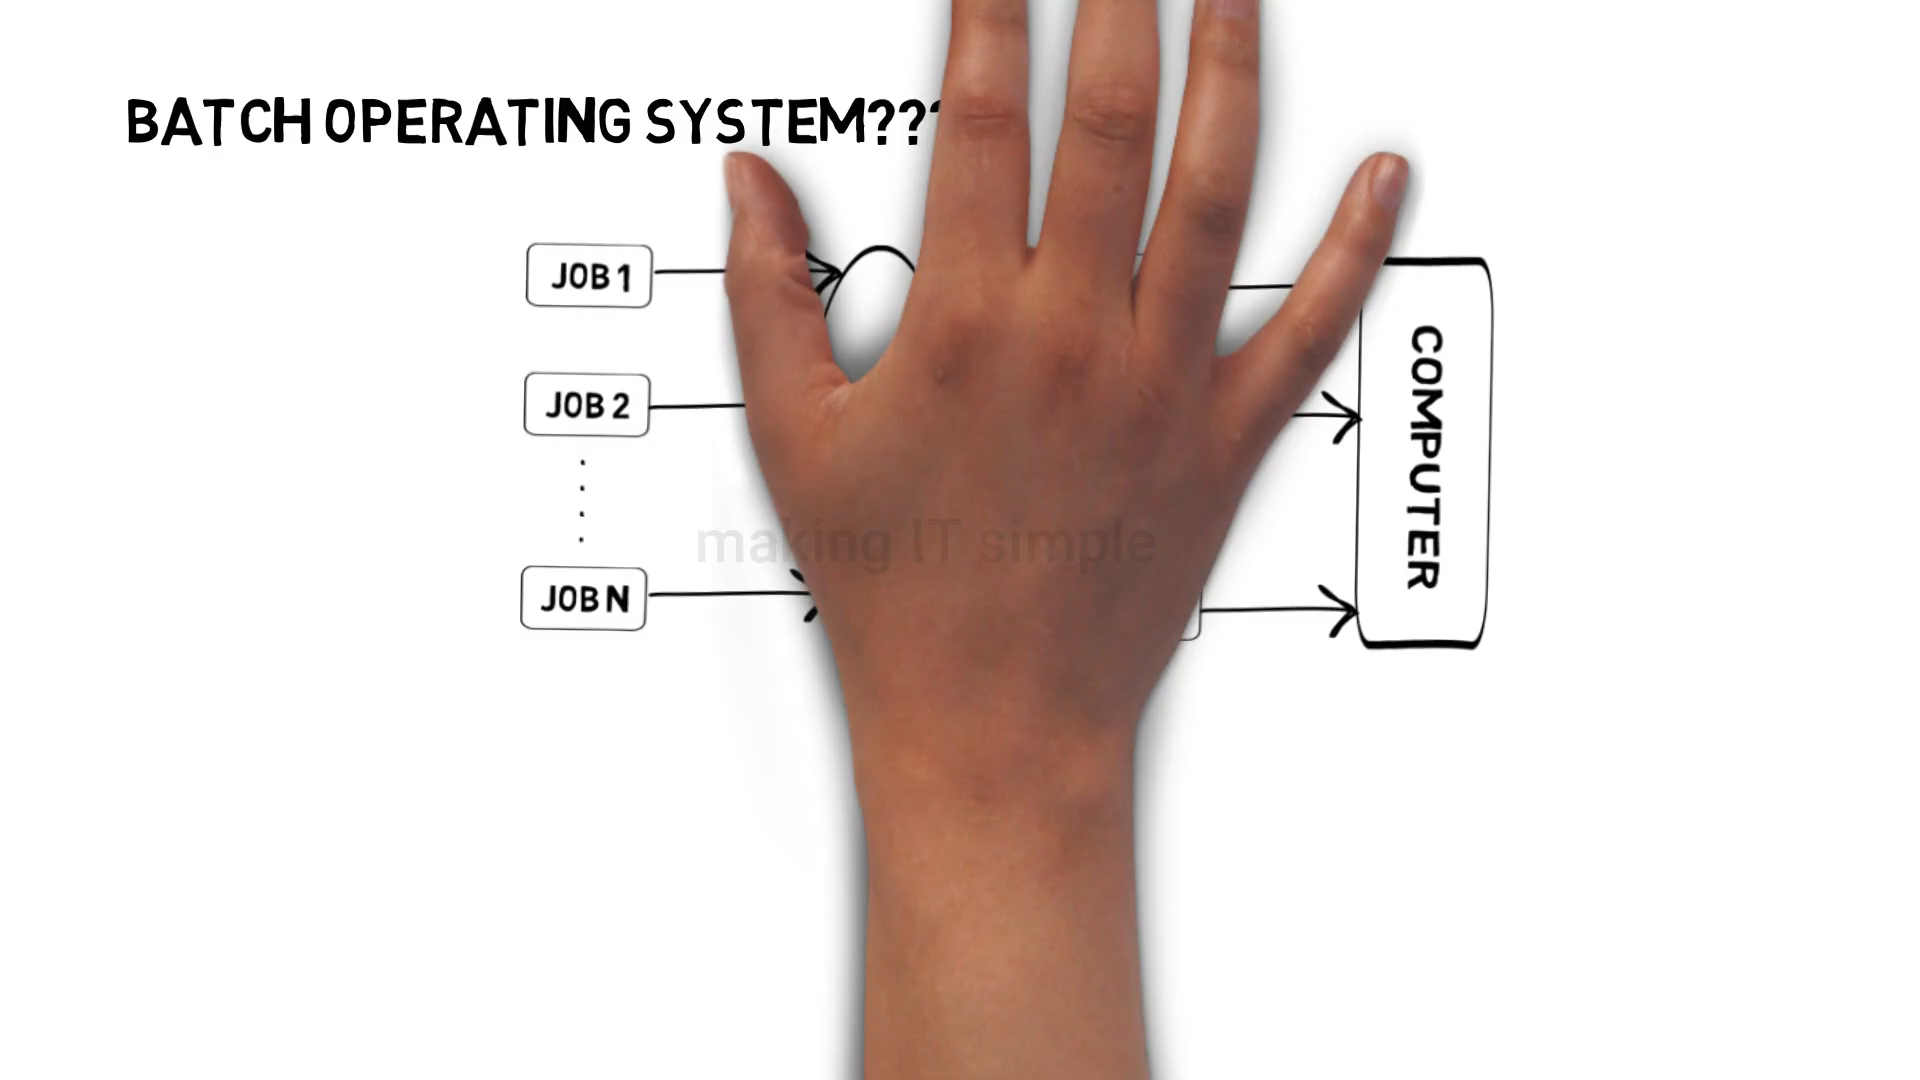 BATCH OPERATING SYSTEM???
JOB 1
JOB 2
JOB N
COMPUTER
making IT simple